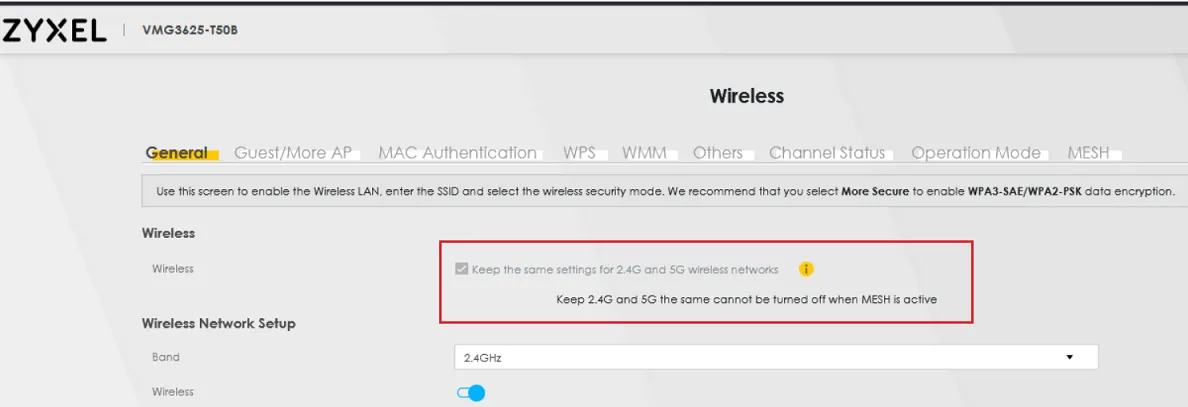 ZYXEL | VMG3625-T50B
Wireless
General Guest/More AP MAC Authentication WPS WMM Others Channel Status Operation Mode MESH
Use this screen to enable the Wireless LAN, enter the SSID and select the wireless security mode. We recommend that you select More Secure to enable WPA3-SAE/WPA2-PSK data encryption.
Wireless
Wireless Keep the same settings for 2.4G and 5G wireless networks i
Keep 2.4G and 5G the same cannot be turned off when MESH is active
Wireless Network Setup
Band 2.4GHz
Wireless